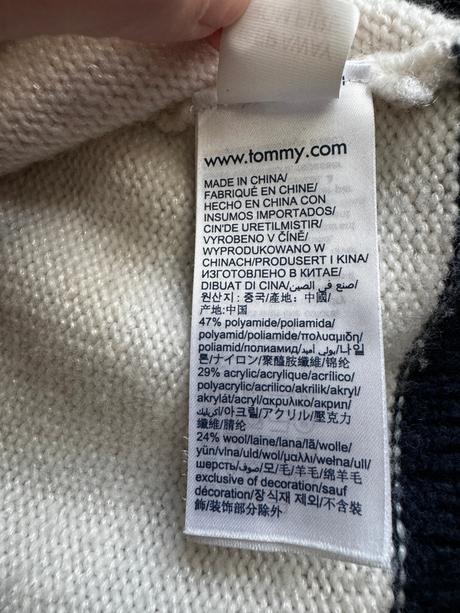 www.tommy.com
MADE IN CHINA/
FABRIQUÉ EN CHINE/
HECHO EN CHINA CON
INSUMOS IMPORTADOS/
CIN'DE URETILMISTIR/
VYROBENO V ČÍNĚ/
WYPRODUKOWANO W
CHINACH/PRODUSERT I KINA/
ИЗГОТОВЛЕНО В КИТАЕ/
DIBUAT DI CINA/صنع في الصين/
원산지: 중국/產地: 中國/
产地:中国
47% polyamide/poliamida/
polyamid/poliammide/πολυαμίδη/
poliamid/полиамид/بولي أميد/나일
론/ナイロン/聚醯胺纖維/锦纶
29% acrylic/acrylique/acrílico/
polyacrylic/acrilico/akrilik/akryl/
akrylát/acryl/ακρυλικο/акрил/
أكريليك/아크릴/アクリル/壓克力
纖維/腈纶
24% wool/laine/lana/lã/wolle/
yün/vlna/uld/wol/μαλλι/wełna/ull/
шерсть/صوف/모/毛/羊毛/绵羊毛
exclusive of decoration/sauf
décoration/장식재 제외/不含裝
飾/装饰部分除外